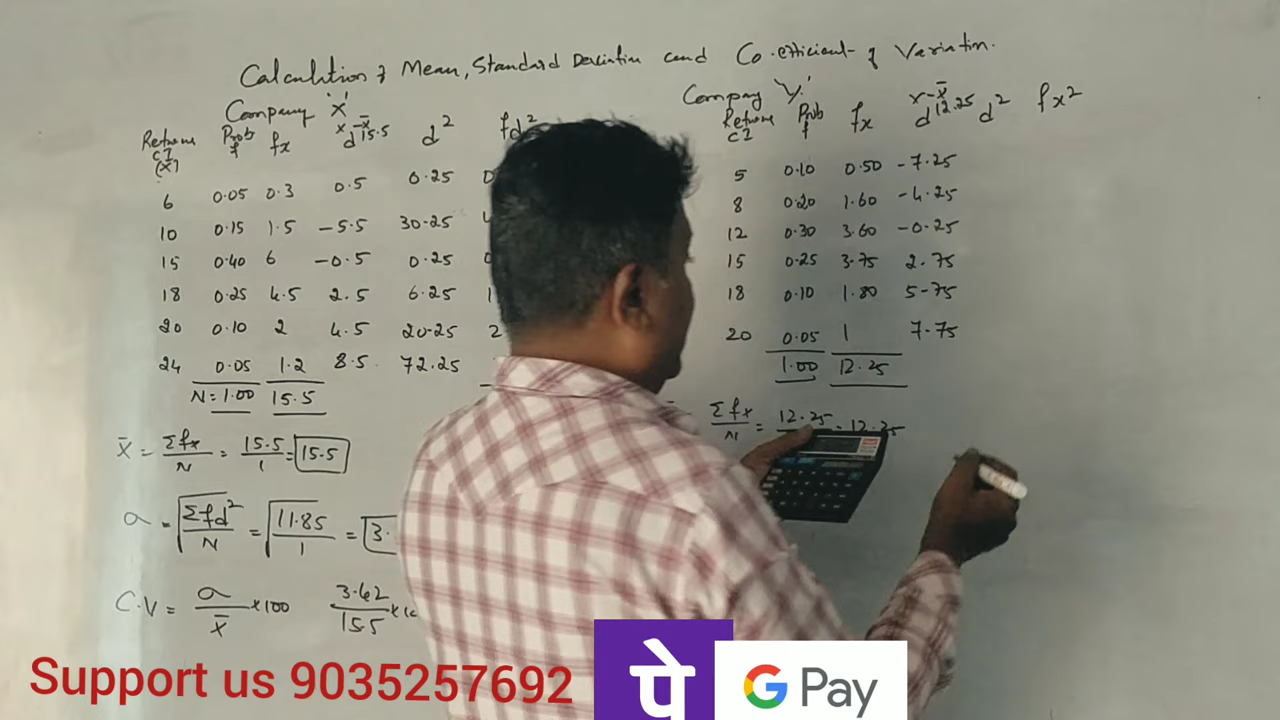 Calculation of Mean, Standard Deviation and Co-efficient of Variation.
Company 'X'
Returns Prob fx x-x̄ d² fd²
(X) f d 15.5
6 0.05 0.3 0.5 0.25
10 0.15 1.5 -5.5 30.25
15 0.40 6 -0.5 0.25
18 0.25 4.5 2.5 6.25
20 0.10 2 4.5 20.25
24 0.05 1.2 8.5 72.25
N = 1.00 15.5
x̄ = Σfx/N = 15.5/1 = 15.5
σ = √Σfd²/N = √11.85/1 = 3.
C.V = σ/x̄ ×100 3.42/15.5 ×10
Company 'Y'
Returns Prob fx x-x̄ d² fx²
f d 12.25
5 0.10 0.50 -7.25
8 0.20 1.60 -4.25
12 0.30 3.60 -0.25
15 0.25 3.75 2.75
18 0.10 1.80 5-75
20 0.05 1 7.75
1.00 12.25
Σfx/N = 12.25 = 12.25
Support us 9035257692
पे
G Pay